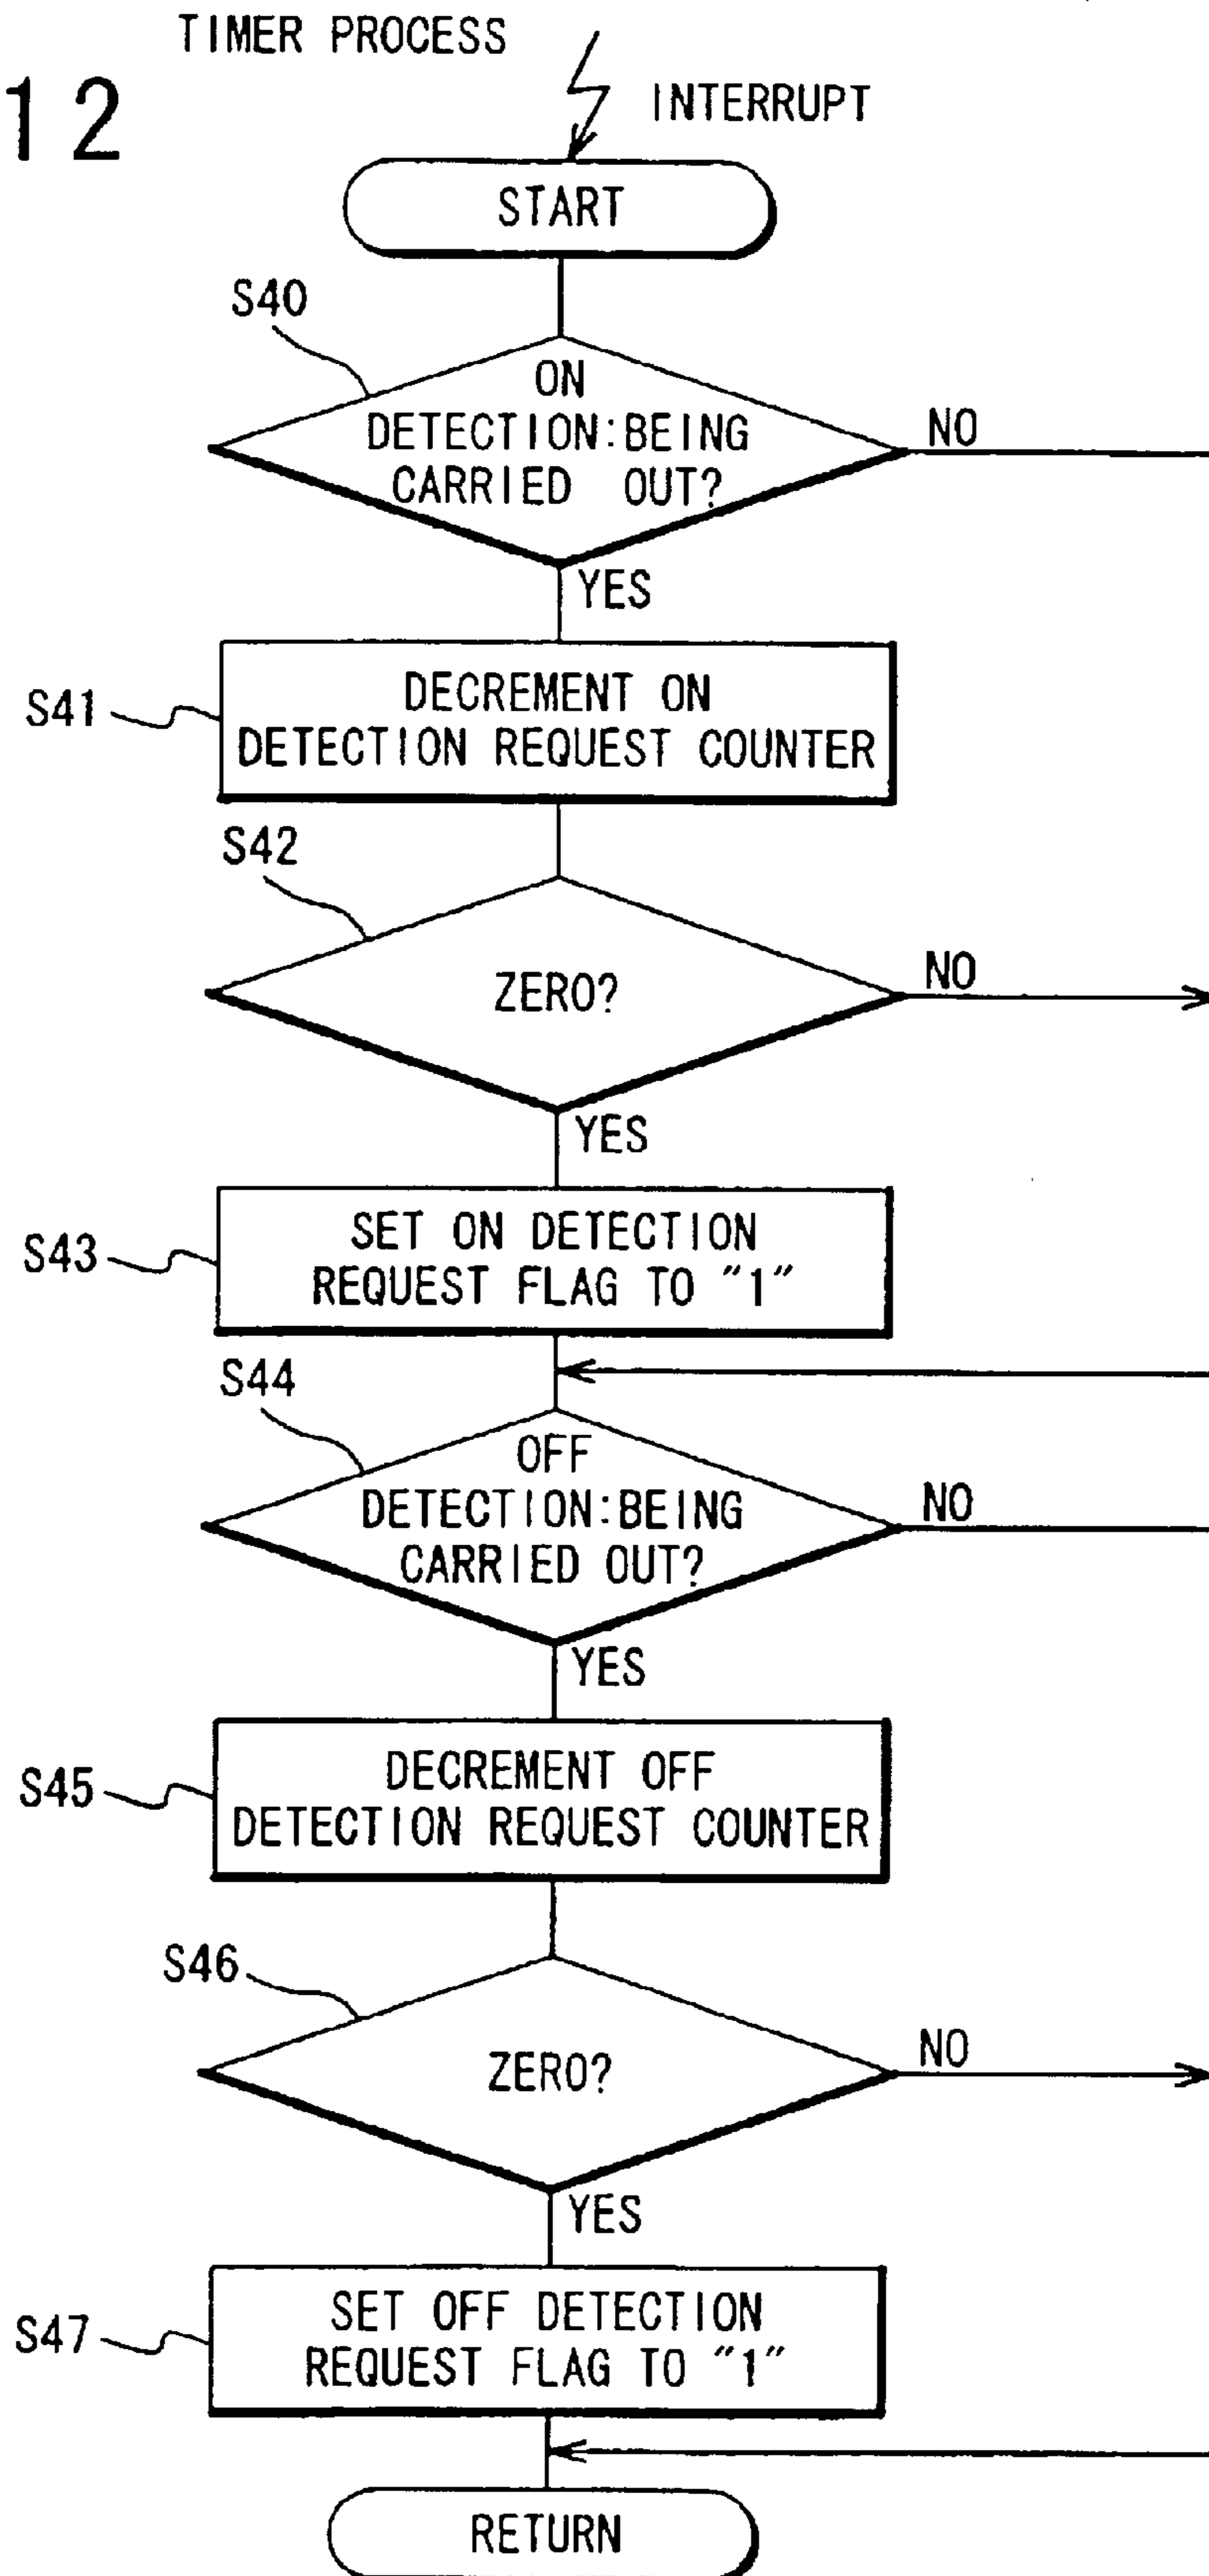 TIMER PROCESS
12
INTERRUPT
START
S40
ON
DETECTION:BEING
CARRIED OUT?
NO
YES
S41
DECREMENT ON
DETECTION REQUEST COUNTER
S42
ZERO?
NO
YES
S43
SET ON DETECTION
REQUEST FLAG TO "1"
S44
OFF
DETECTION:BEING
CARRIED OUT?
NO
YES
S45
DECREMENT OFF
DETECTION REQUEST COUNTER
S46
ZERO?
NO
YES
S47
SET OFF DETECTION
REQUEST FLAG TO "1"
RETURN